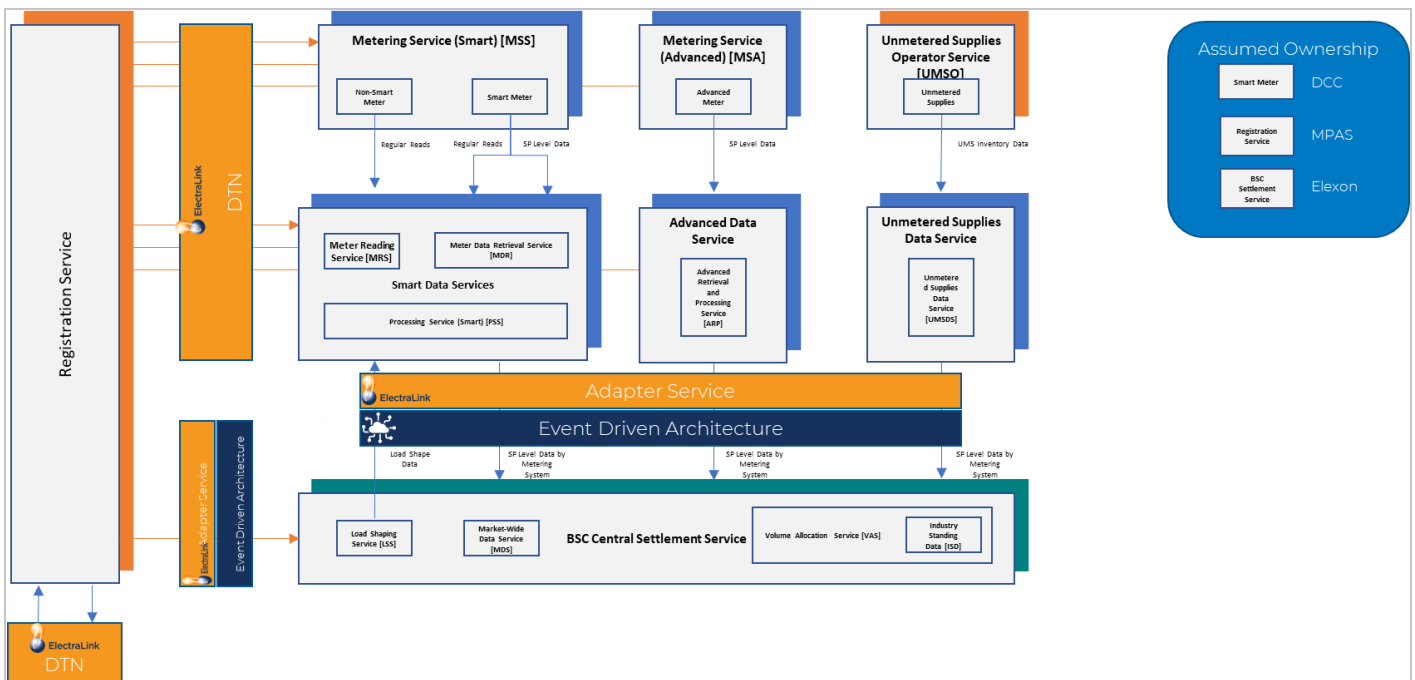 Registration Service
ElectraLink
DTN
Metering Service (Smart) [MSS]
Non-Smart
Meter
Smart Meter
Metering Service
(Advanced) [MSA]
Advanced
Meter
Unmetered Supplies
Operator Service
[UMSO]
Unmetered
Supplies
Assumed Ownership
Smart Meter
DCC
Registration
Service
MPAS
BSC
Settlement
Service
Elexon
Regular Reads
Regular Reads
SP Level Data
SP Level Data
UMS Inventory Data
Meter Reading
Service [MRS]
Meter Data Retrieval Service
[MDR]
Smart Data Services
Processing Service (Smart) [PSS]
Advanced Data
Service
Advanced
Retrieval
and
Processing
Service
[ARP]
Unmetered Supplies
Data Service
Unmetere
d Supplies
Data
Service
[UMSDS]
ElectraLink
Adapter Service
Event Driven Architecture
Load Shape
Data
SP Level Data by
Metering
System
SP Level Data by
Metering
System
SP Level Data by
Metering
System
ElectraLink
Adapter Service
Event Driven Architecture
Load Shaping
Service [LSS]
Market-Wide
Data Service
[MDS]
BSC Central Settlement Service
Volume Allocation Service [VAS]
Industry
Standing
Data [ISD]
ElectraLink
DTN